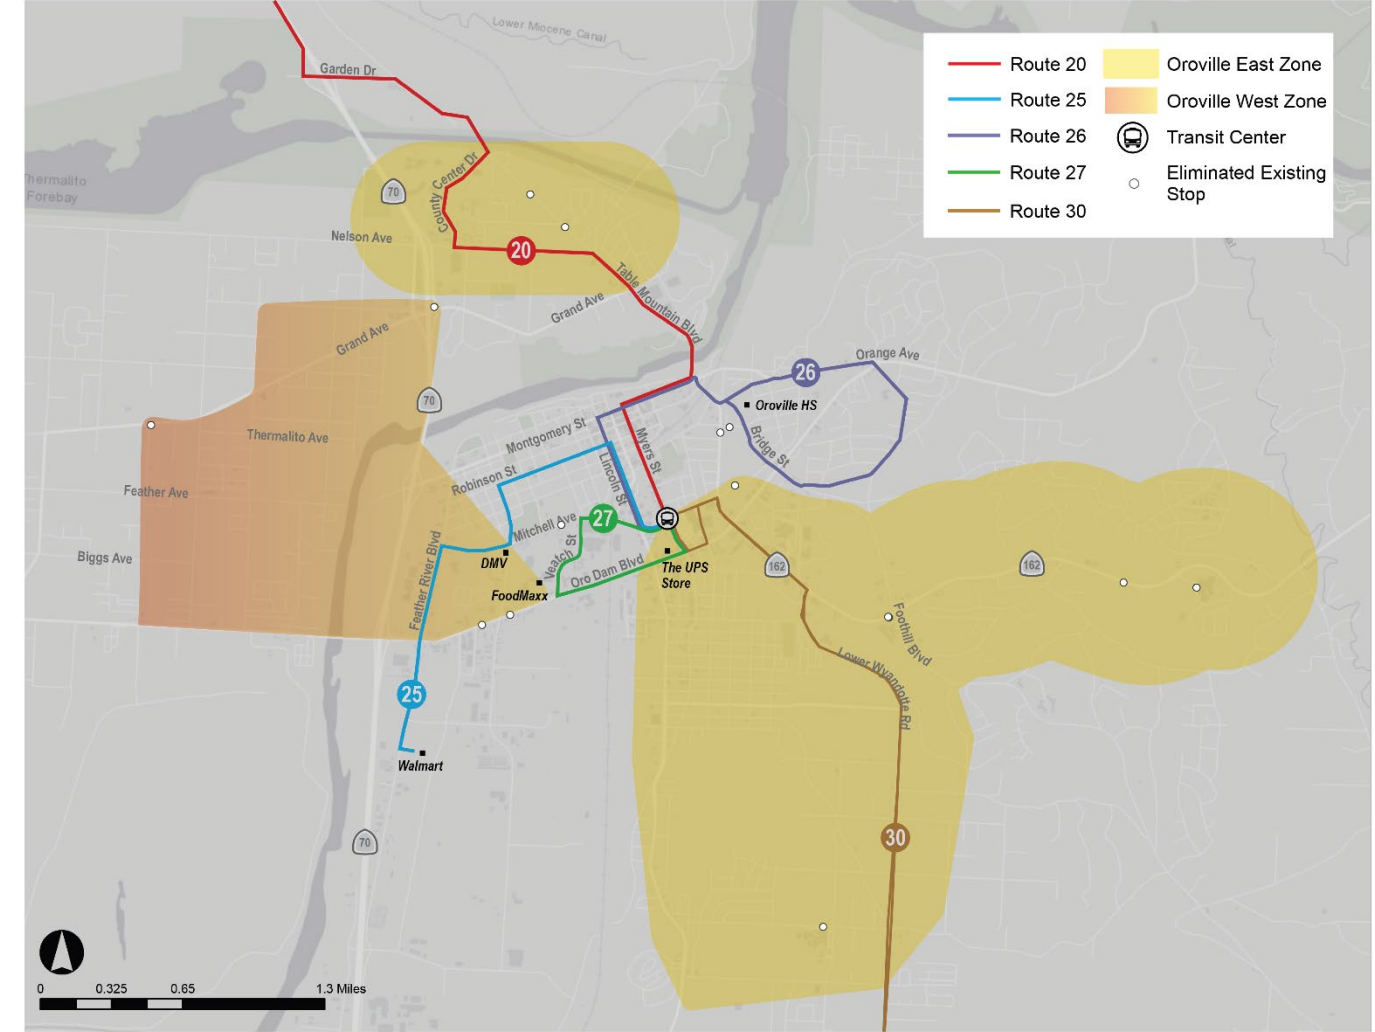 Lower Miocene Canal
Garden Dr
Route 20
Oroville East Zone
Route 25
Oroville West Zone
Route 26
Transit Center
Route 27
Eliminated Existing
Stop
Route 30
Thermalito
Forebay
70
County Center Dr
Nelson Ave
20
Table Mountain Blvd
Grand Ave
Grand Ave
Orange Ave
26
70
Oroville HS
Montgomery St
Myers St
Bridge St
Thermalito Ave
Robinson St
Lincoln St
Feather Ave
Mitchell Ave
27
Biggs Ave
Feather River Blvd
DMV
Veatch St
Oro Dam Blvd
The UPS
Store
162
162
FoodMaxx
Foothill Blvd
Lower Wyandotte Rd
25
Walmart
70
30
0 0.325 0.65 1.3 Miles